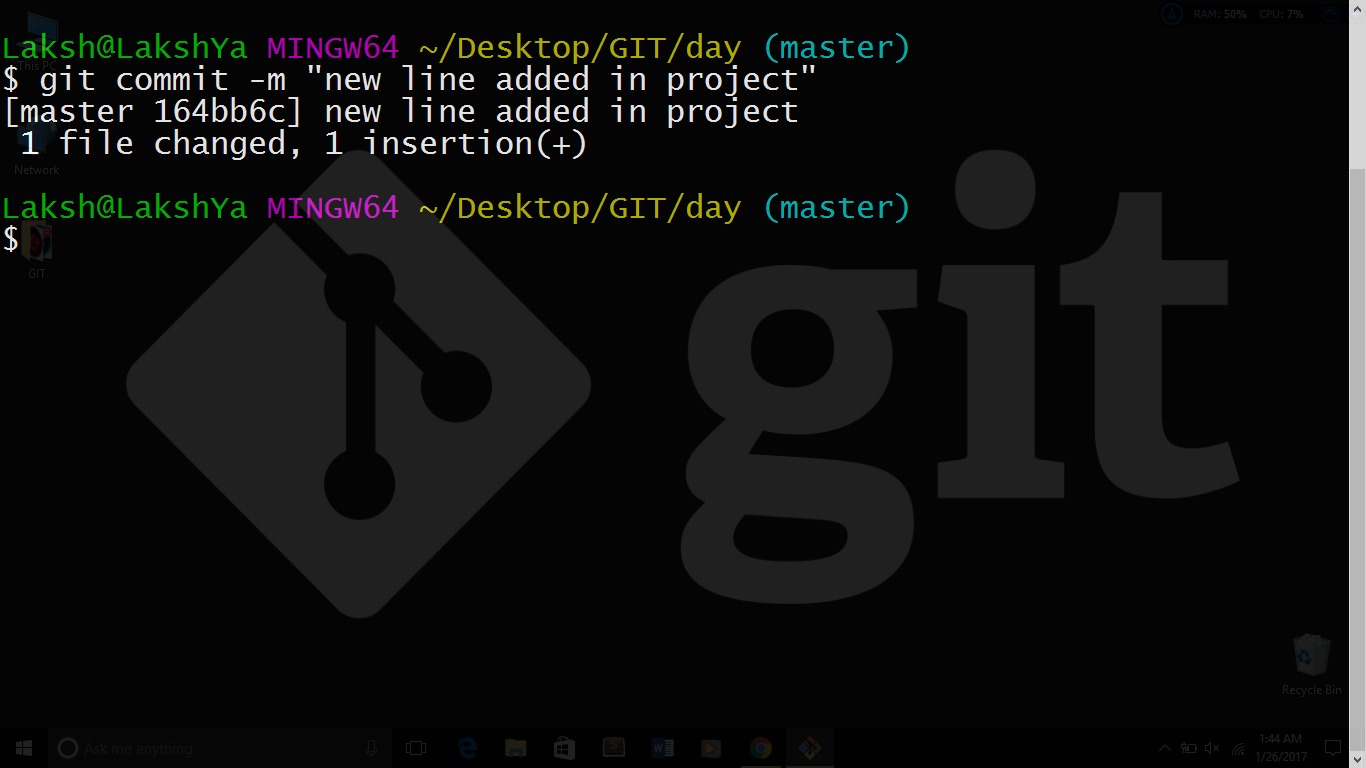 RAM: 50% CPU: 7%
Laksh@LakshYa MINGW64 ~/Desktop/GIT/day (master)
This PC
$ git commit -m "new line added in project"
[master 164bb6c] new line added in project
 1 file changed, 1 insertion(+)
Network
Laksh@LakshYa MINGW64 ~/Desktop/GIT/day (master)
$
GIT
git
Recycle Bin
Ask me anything
1:44 AM
1/26/2017